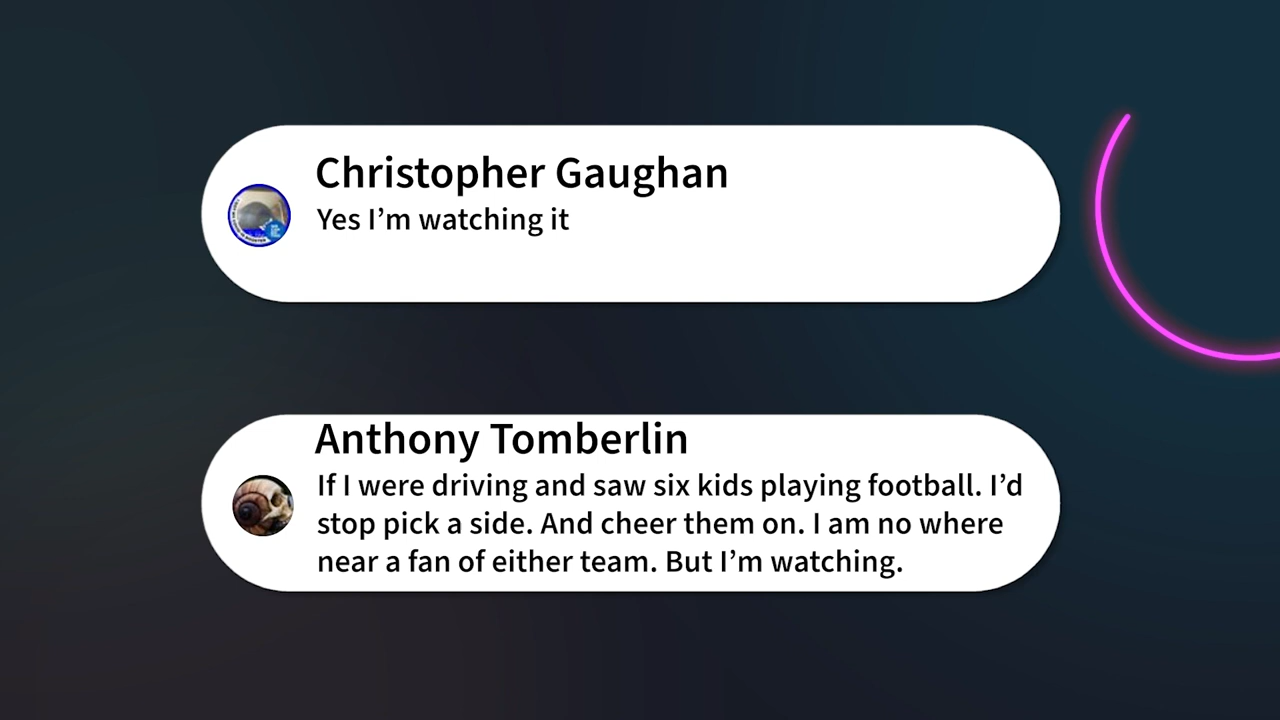 Christopher Gaughan
Yes I’m watching it
Anthony Tomberlin
If I were driving and saw six kids playing football. I’d
stop pick a side. And cheer them on. I am no where
near a fan of either team. But I’m watching.